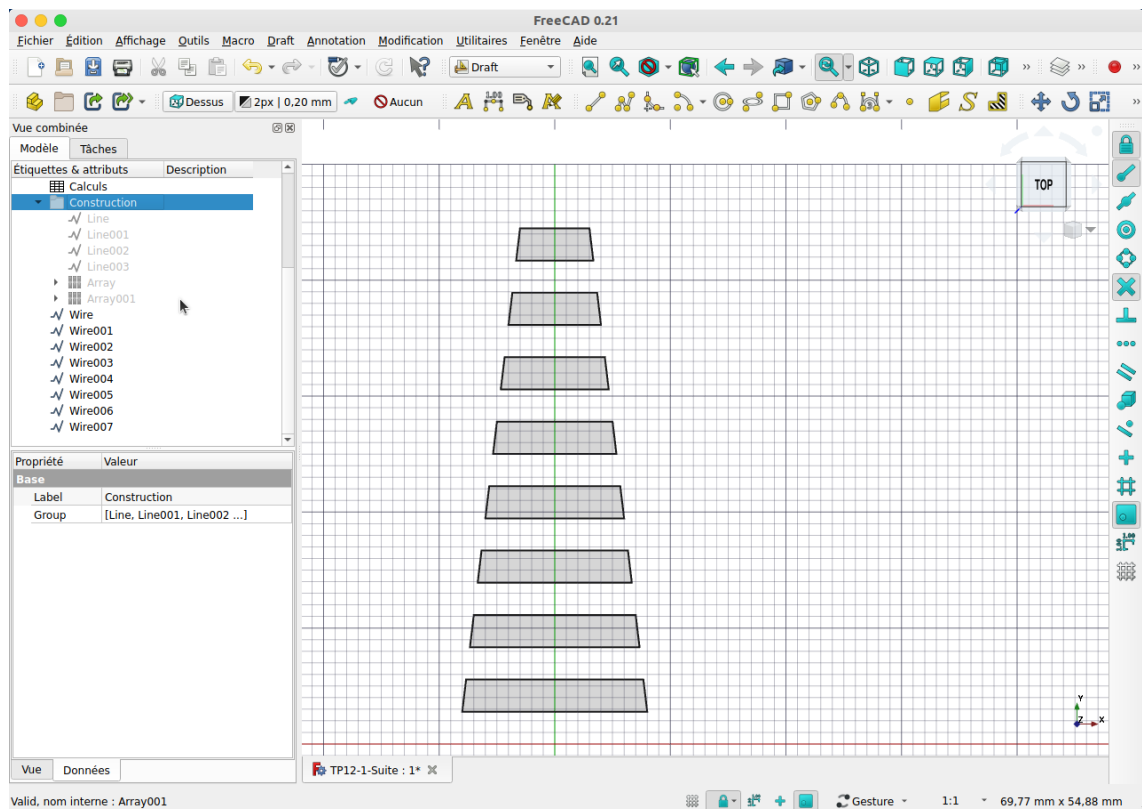 FreeCAD 0.21
Fichier Édition Affichage Outils Macro Draft Annotation Modification Utilitaires Fenêtre Aide
Draft
Dessus 2px | 0,20 mm Aucun
Vue combinée
Modèle Tâches
Étiquettes & attributs Description
Calculs
Construction
Line
Line001
Line002
Line003
Array
Array001
Wire
Wire001
Wire002
Wire003
Wire004
Wire005
Wire006
Wire007
TOP
Propriété Valeur
Base
Label Construction
Group [Line, Line001, Line002 ...]
Y
Z X
Vue Données
TP12-1-Suite : 1*
Valid, nom interne : Array001
Gesture 1:1 69,77 mm x 54,88 mm